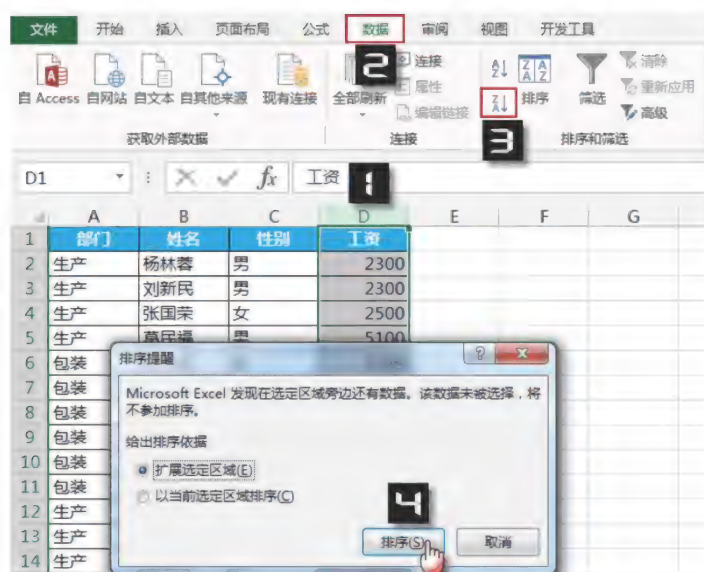 文件 开始 插入 页面布局 公式 数据 审阅 视图 开发工具
2
自 Access 自网站 自文本 自其他来源 现有连接 全部刷新 连接 属性 编辑链接 排序 筛选 清除 重新应用 高级
3
获取外部数据 连接 排序和筛选
D1 fx 工资
1
A B C D E F G
1 部门 姓名 性别 工资
2 生产 杨林蓉 男 2300
3 生产 刘新民 男 2300
4 生产 张国荣 女 2500
5 生产 葛民福 男 5100
6 包装
7 包装
8 包装
9 包装
10 包装
11 包装
12 生产
13 生产
14 生产
排序提醒
Microsoft Excel 发现在选定区域旁边还有数据。该数据未被选择，将
不参加排序。
给出排序依据
扩展选定区域(E)
以当前选定区域排序(C)
4
排序(S) 取消